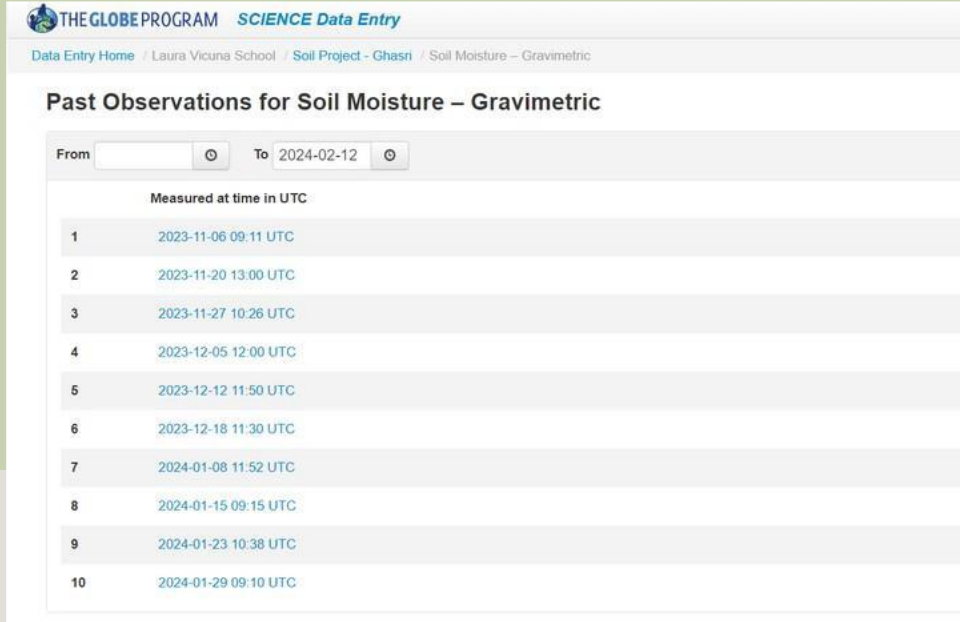 THE GLOBE PROGRAM SCIENCE Data Entry
Data Entry Home / Laura Vicuna School / Soil Project - Ghasri / Soil Moisture – Gravimetric
Past Observations for Soil Moisture – Gravimetric
From To 2024-02-12
Measured at time in UTC
1 2023-11-06 09:11 UTC
2 2023-11-20 13:00 UTC
3 2023-11-27 10:26 UTC
4 2023-12-05 12:00 UTC
5 2023-12-12 11:50 UTC
6 2023-12-18 11:30 UTC
7 2024-01-08 11:52 UTC
8 2024-01-15 09:15 UTC
9 2024-01-23 10:38 UTC
10 2024-01-29 09:10 UTC